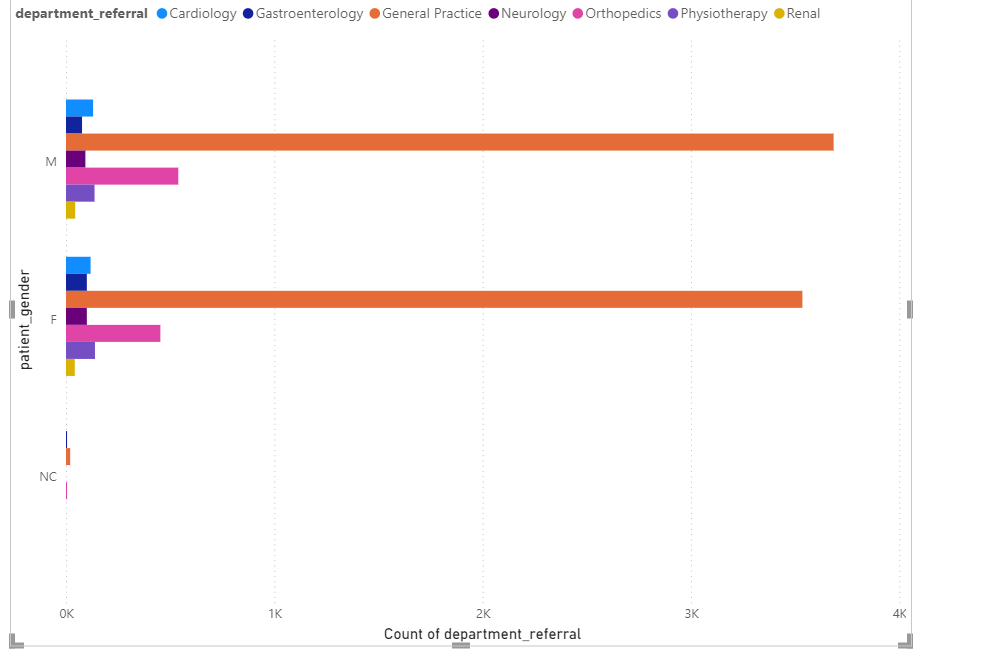 department_referral Cardiology Gastroenterology General Practice Neurology Orthopedics Physiotherapy Renal
M
F
NC
patient_gender
0K 1K 2K 3K 4K
Count of department_referral